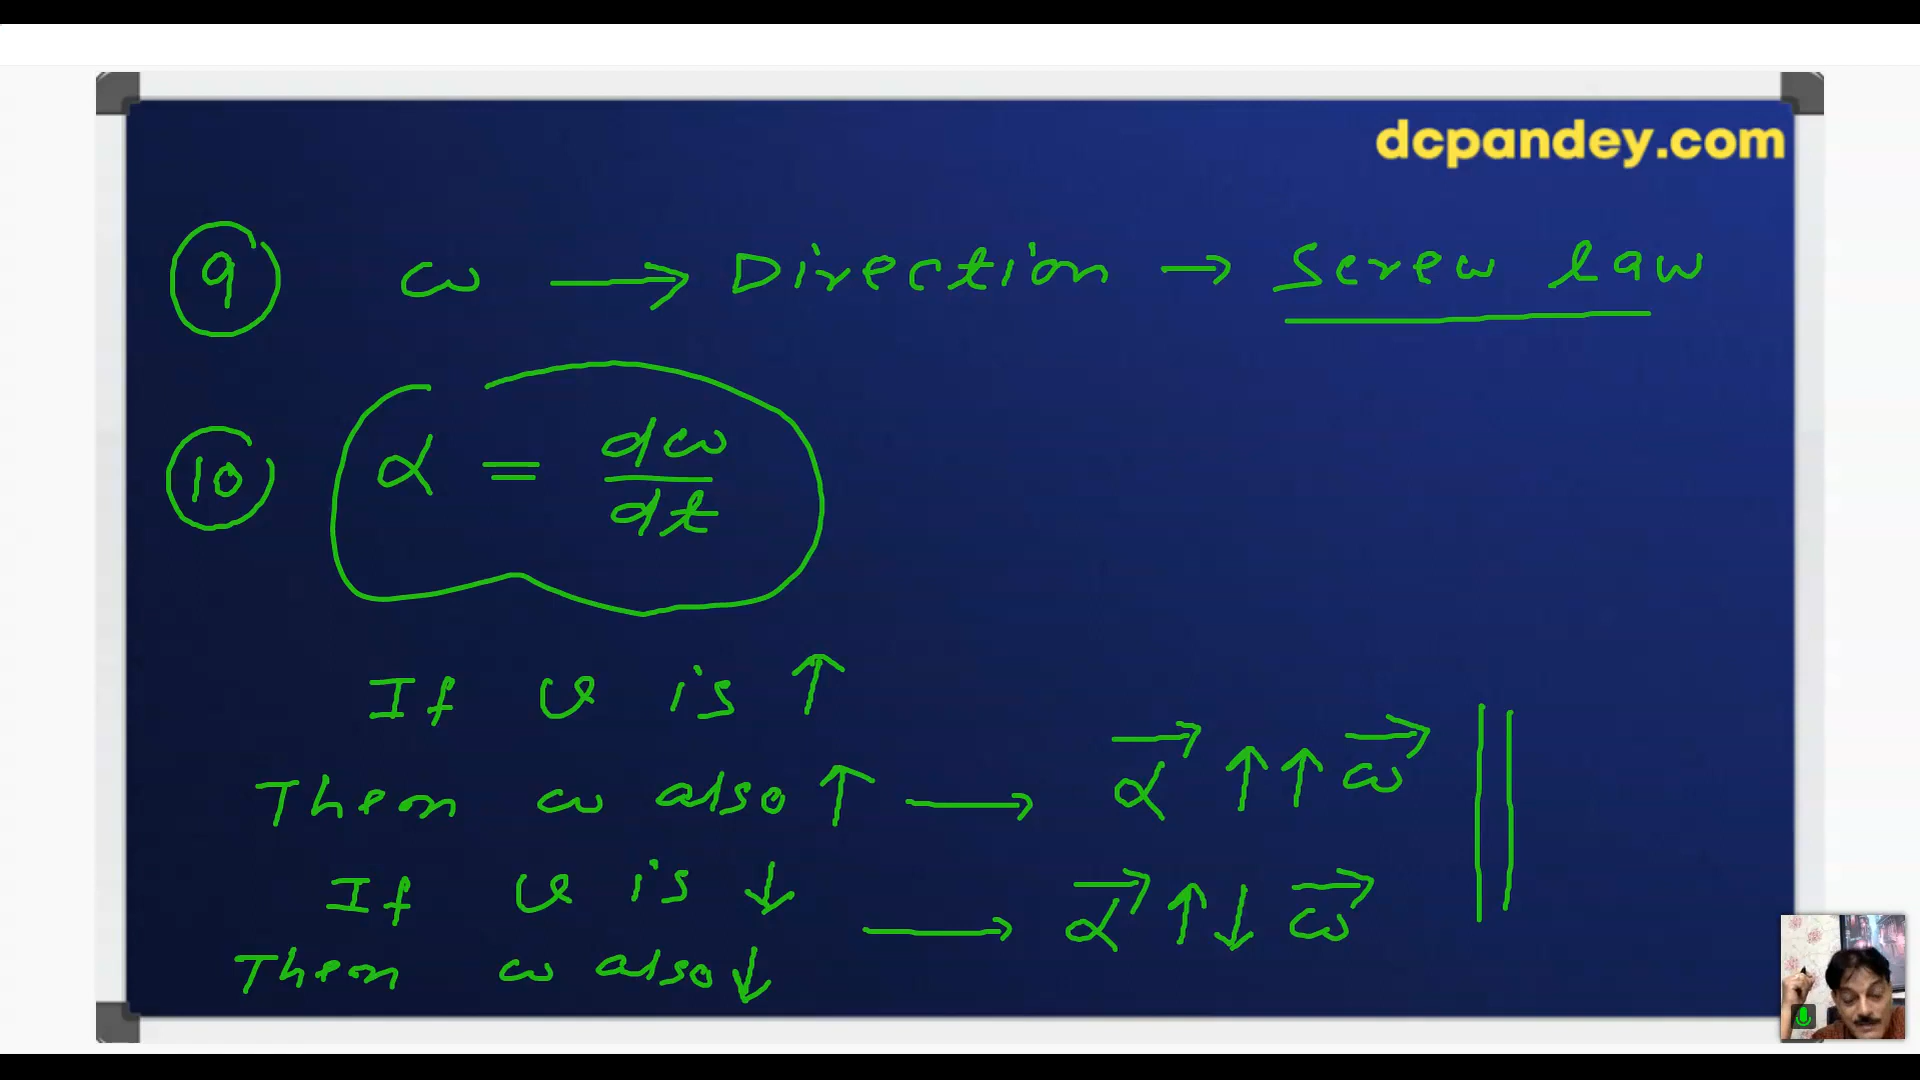 dcpandey.com
9 ω → Direction → Screw law
10 α = dω/dt
If v is ↑
Then ω also ↑ → α⃗ ↑↑ ω⃗
If v is ↓
Then ω also ↓ → α⃗ ↑↓ ω⃗